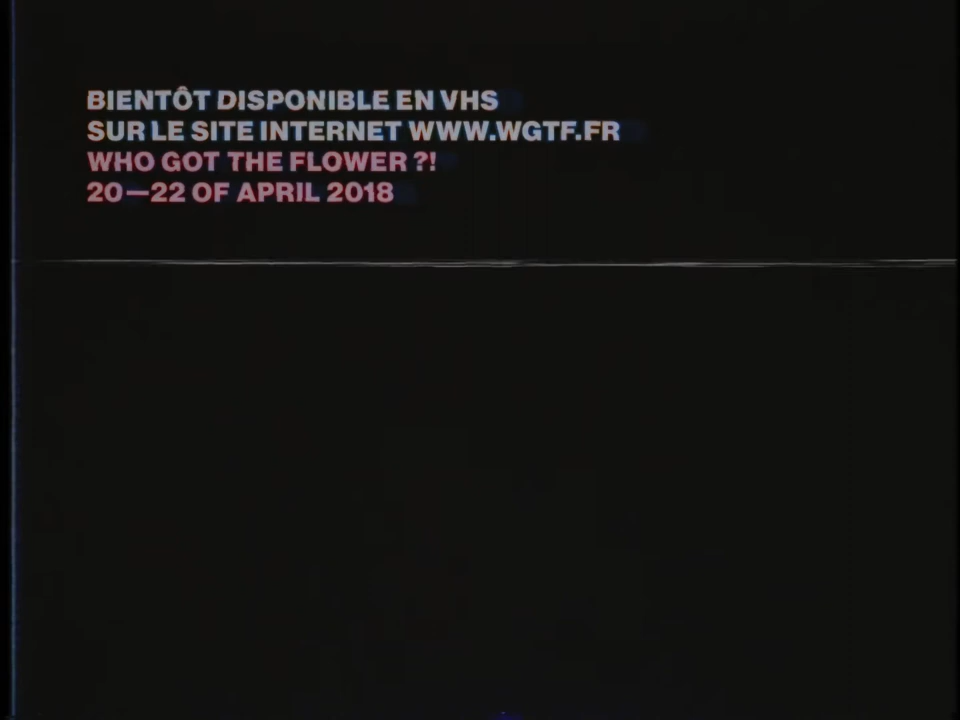 BIENTÔT DISPONIBLE EN VHS
SUR LE SITE INTERNET WWW.WGTF.FR
WHO GOT THE FLOWER ?!
20—22 OF APRIL 2018